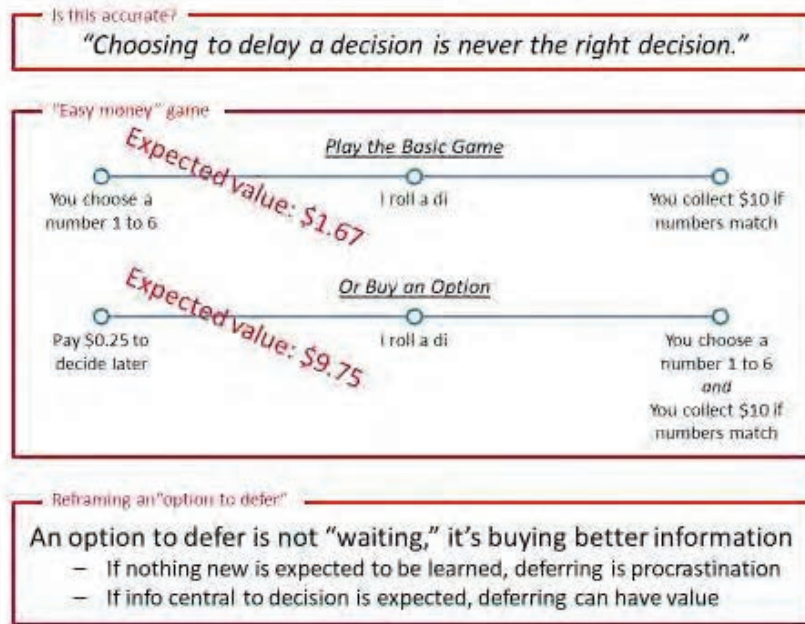 Is this accurate?
“Choosing to delay a decision is never the right decision.”
“Easy money” game
Play the Basic Game
Expected value: $1.67
You choose a
number 1 to 6
I roll a di
You collect $10 if
numbers match
Or Buy an Option
Expected value: $9.75
Pay $0.25 to
decide later
I roll a di
You choose a
number 1 to 6
and
You collect $10 if
numbers match
Reframing an “option to defer”
An option to defer is not “waiting,” it’s buying better information
– If nothing new is expected to be learned, deferring is procrastination
– If info central to decision is expected, deferring can have value